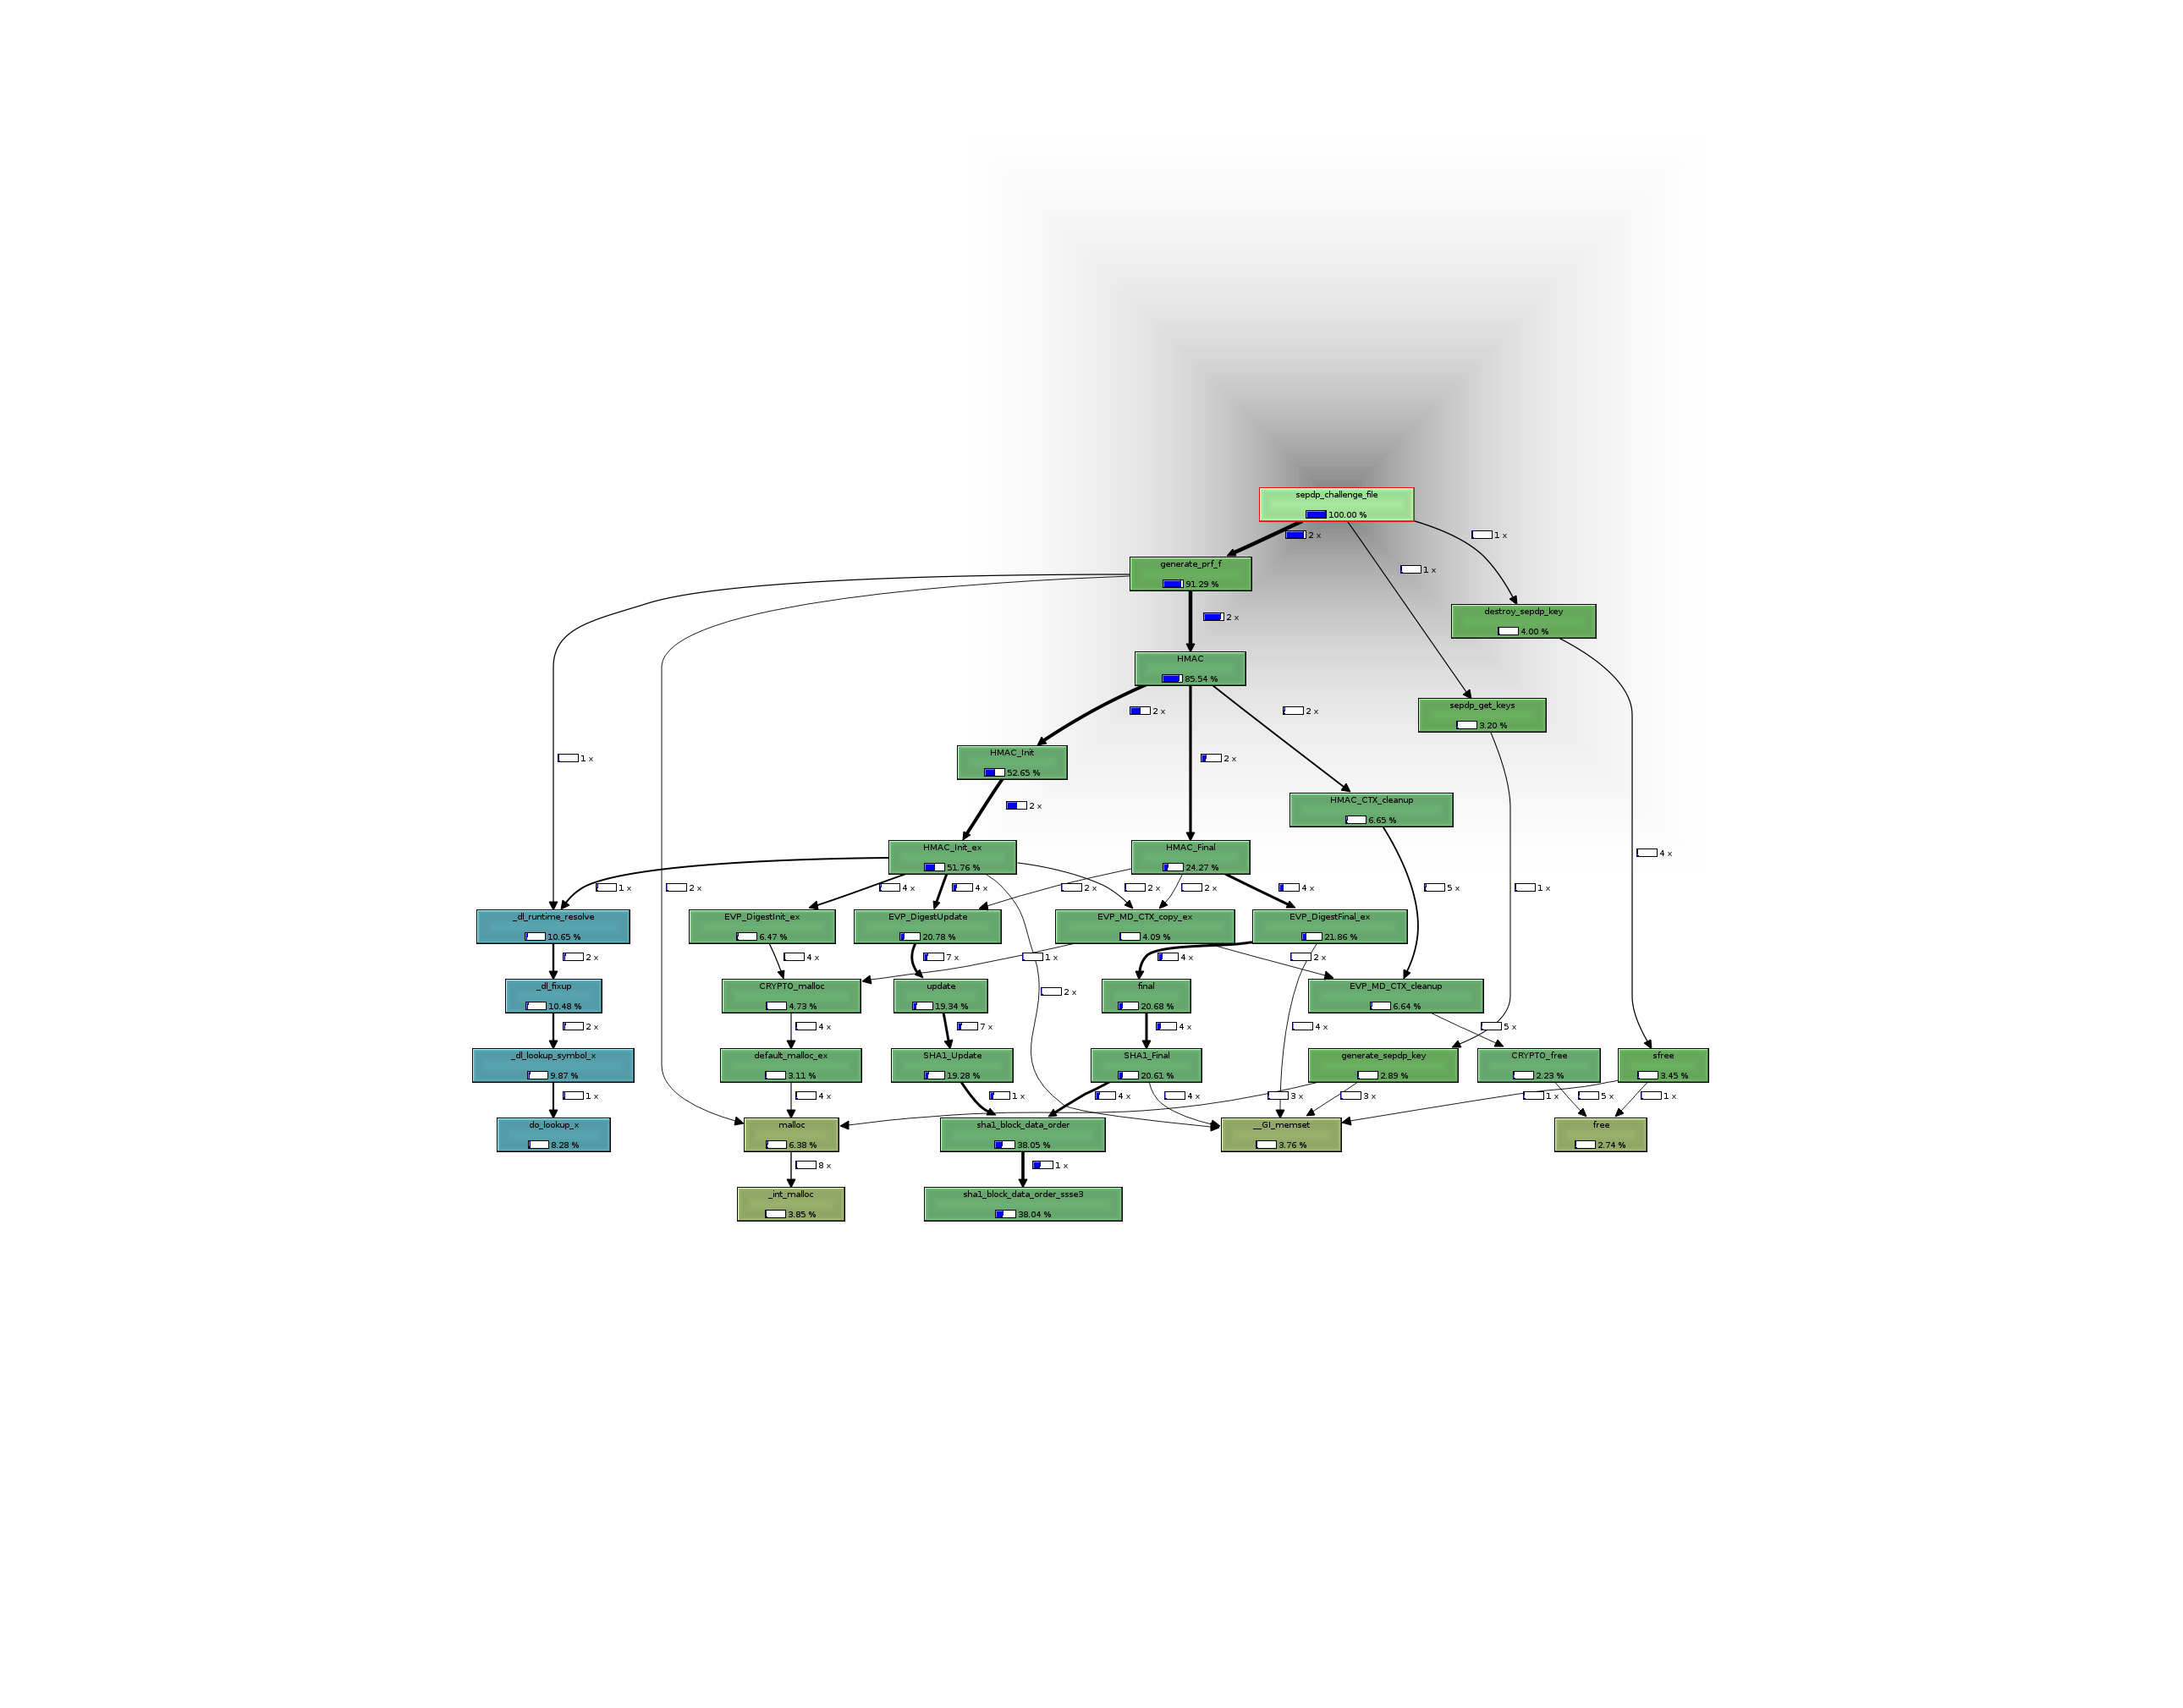 sepdp_challenge_file
100.00 %
2 x
1 x
1 x
generate_prf_f
91.29 %
destroy_sepdp_key
4.00 %
2 x
HMAC
85.54 %
sepdp_get_keys
3.20 %
2 x
2 x
HMAC_Init
52.65 %
1 x
2 x
HMAC_CTX_cleanup
6.65 %
2 x
HMAC_Init_ex
51.76 %
HMAC_Final
24.27 %
4 x
1 x
2 x
4 x
4 x
2 x
2 x
2 x
4 x
5 x
1 x
_dl_runtime_resolve
10.65 %
EVP_DigestInit_ex
6.47 %
EVP_DigestUpdate
20.78 %
EVP_MD_CTX_copy_ex
4.09 %
EVP_DigestFinal_ex
21.86 %
2 x
4 x
7 x
1 x
4 x
2 x
_dl_fixup
10.48 %
CRYPTO_malloc
4.73 %
update
19.34 %
2 x
final
20.68 %
EVP_MD_CTX_cleanup
6.64 %
2 x
4 x
7 x
4 x
4 x
5 x
_dl_lookup_symbol_x
9.87 %
default_malloc_ex
3.11 %
SHA1_Update
19.28 %
SHA1_Final
20.61 %
generate_sepdp_key
2.89 %
CRYPTO_free
2.23 %
sfree
3.45 %
1 x
4 x
1 x
4 x
4 x
3 x
3 x
1 x
5 x
1 x
do_lookup_x
8.28 %
malloc
6.38 %
sha1_block_data_order
38.05 %
__GI_memset
3.76 %
free
2.74 %
8 x
1 x
_int_malloc
3.85 %
sha1_block_data_order_ssse3
38.04 %